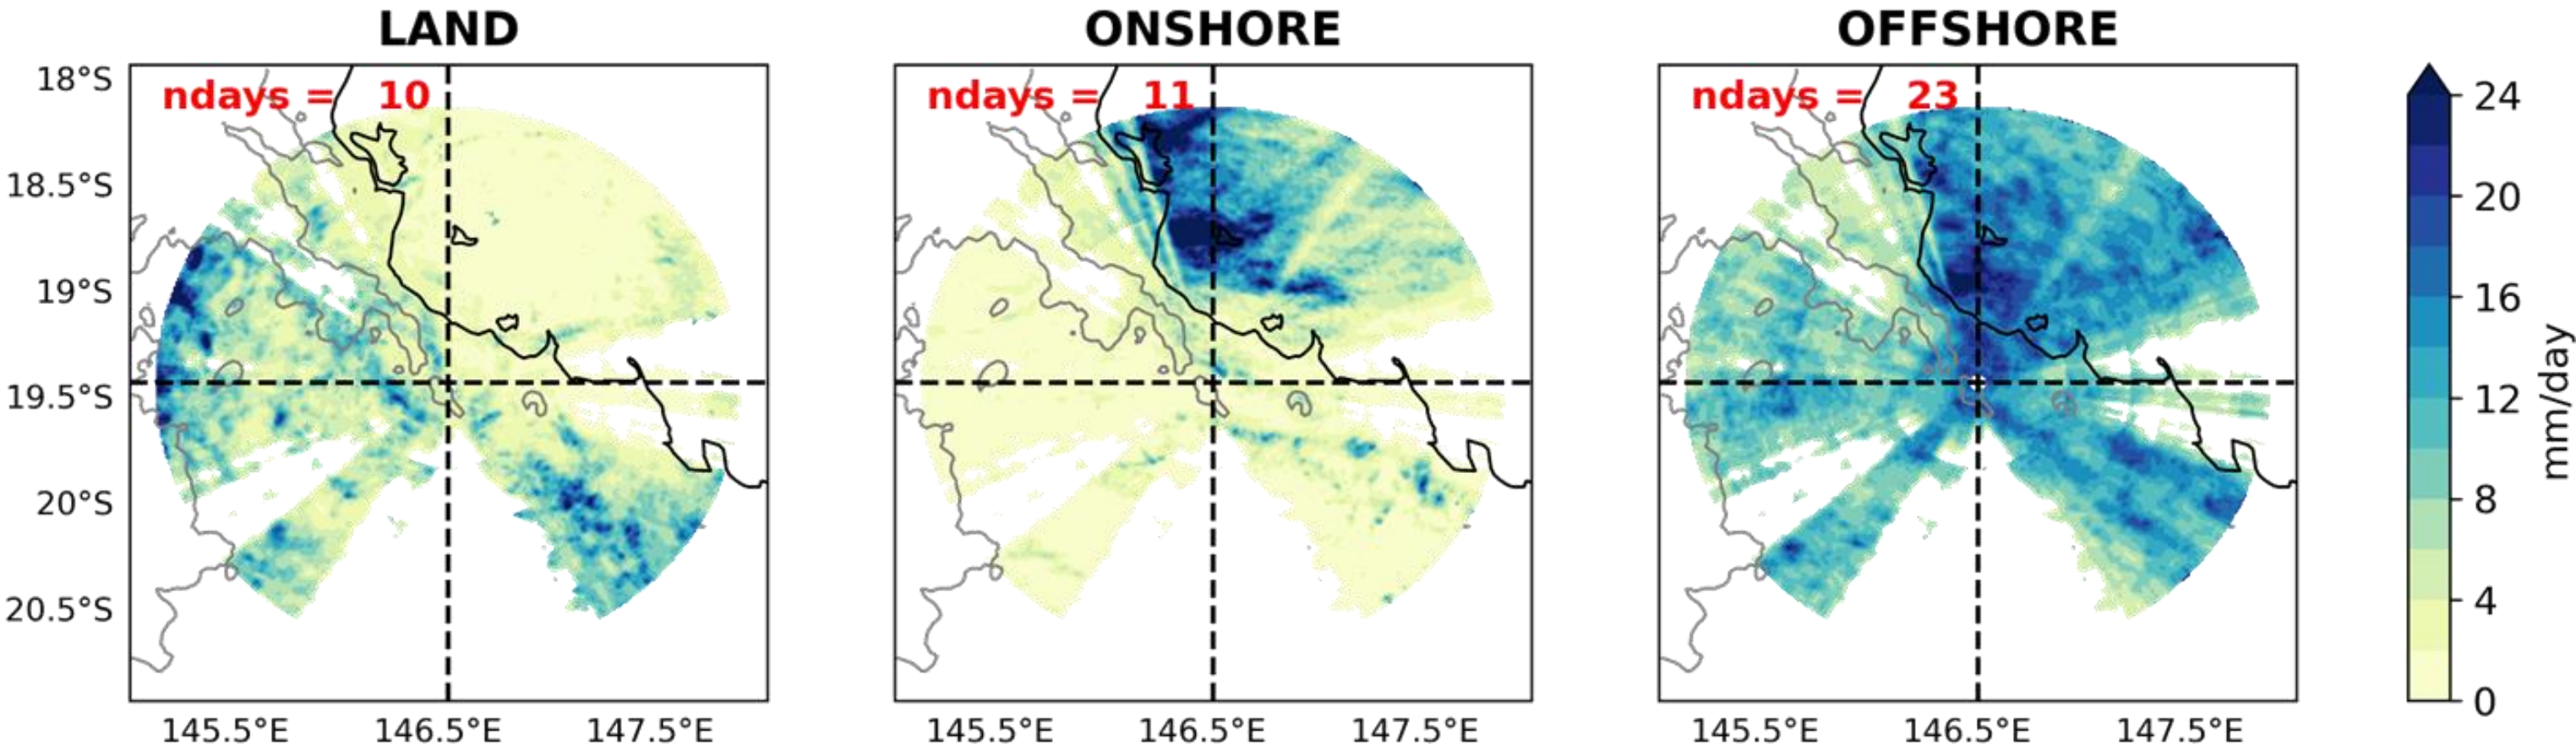 LAND
ONSHORE
OFFSHORE
ndays = 10
ndays = 11
ndays = 23
18°S
18.5°S
19°S
19.5°S
20°S
20.5°S
145.5°E 146.5°E 147.5°E
145.5°E 146.5°E 147.5°E
145.5°E 146.5°E 147.5°E
24
20
16
12
8
4
0
mm/day